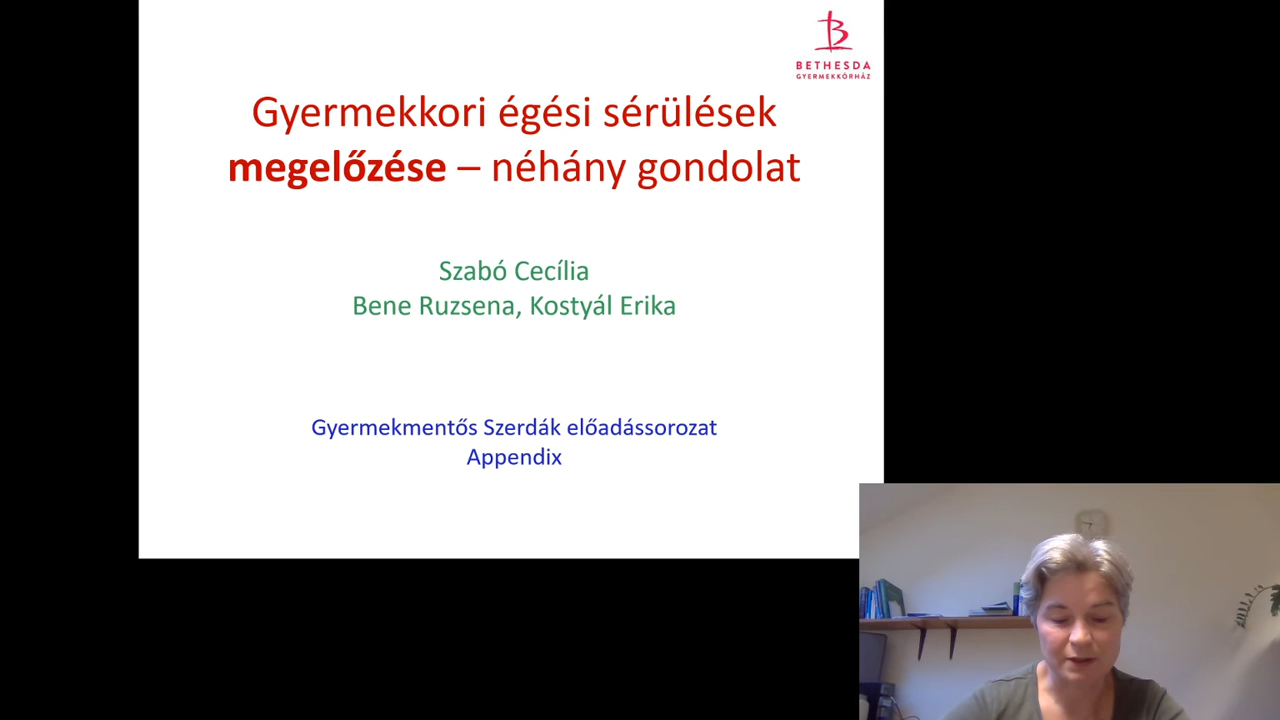 BETHESDA
GYERMEKKÓRHÁZ
Gyermekkori égési sérülések
megelőzése – néhány gondolat
Szabó Cecília
Bene Ruzsena, Kostyál Erika
Gyermekmentős Szerdák előadássorozat
Appendix